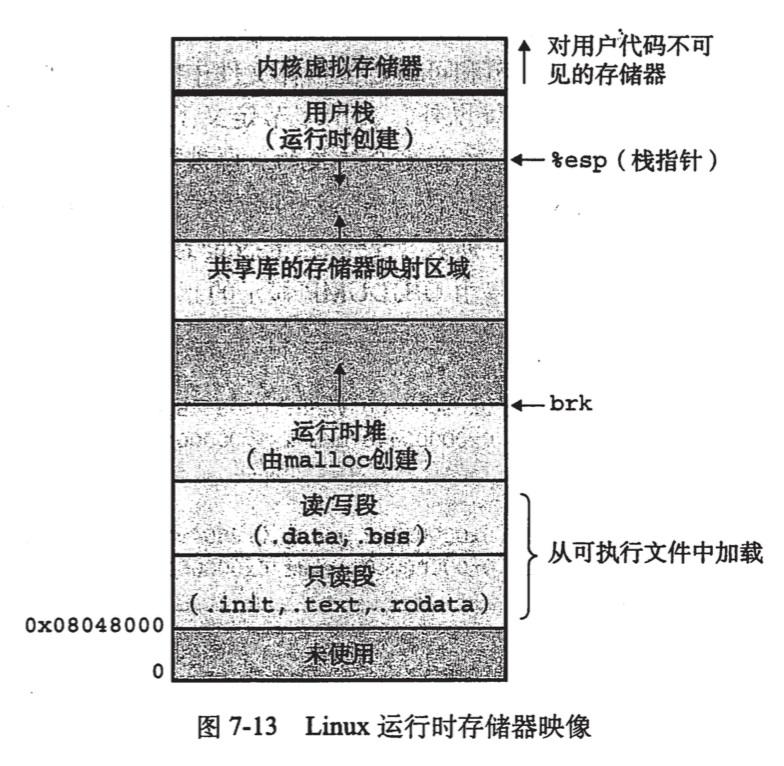 内核虚拟存储器
对用户代码不可
见的存储器
用户栈
（运行时创建）
%esp（栈指针）
共享库的存储器映射区域
brk
运行时堆
（由malloc创建）
读/写段
（.data,.bss）
从可执行文件中加载
只读段
（.init,.text,.rodata）
0x08048000
未使用
0
图 7-13 Linux 运行时存储器映像